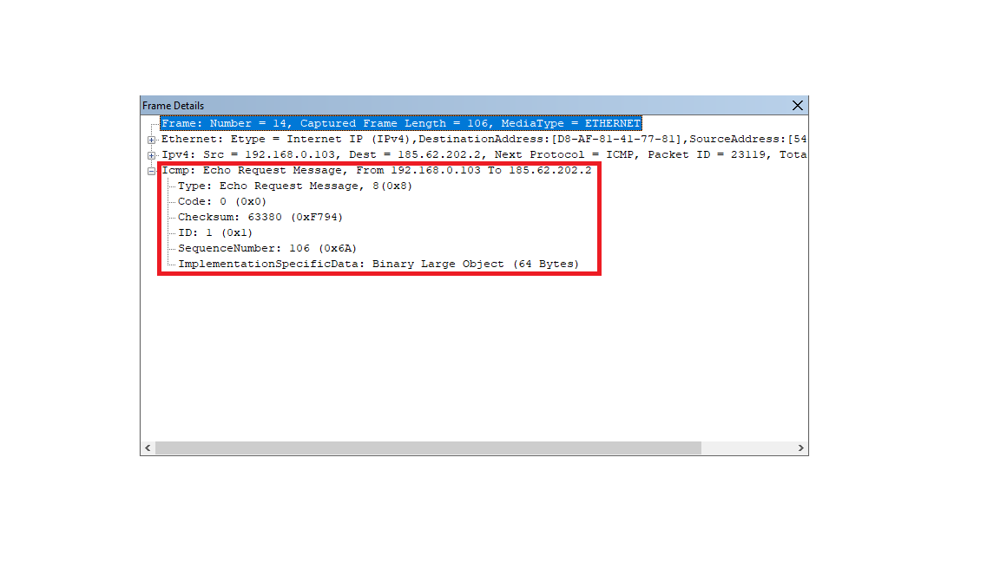 Frame Details
Frame: Number = 14, Captured Frame Length = 106, MediaType = ETHERNET
Ethernet: Etype = Internet IP (IPv4),DestinationAddress:[D8-AF-81-41-77-81],SourceAddress:[54
Ipv4: Src = 192.168.0.103, Dest = 185.62.202.2, Next Protocol = ICMP, Packet ID = 23119, Tota
Icmp: Echo Request Message, From 192.168.0.103 To 185.62.202.2
Type: Echo Request Message, 8(0x8)
Code: 0 (0x0)
Checksum: 63380 (0xF794)
ID: 1 (0x1)
SequenceNumber: 106 (0x6A)
ImplementationSpecificData: Binary Large Object (64 Bytes)